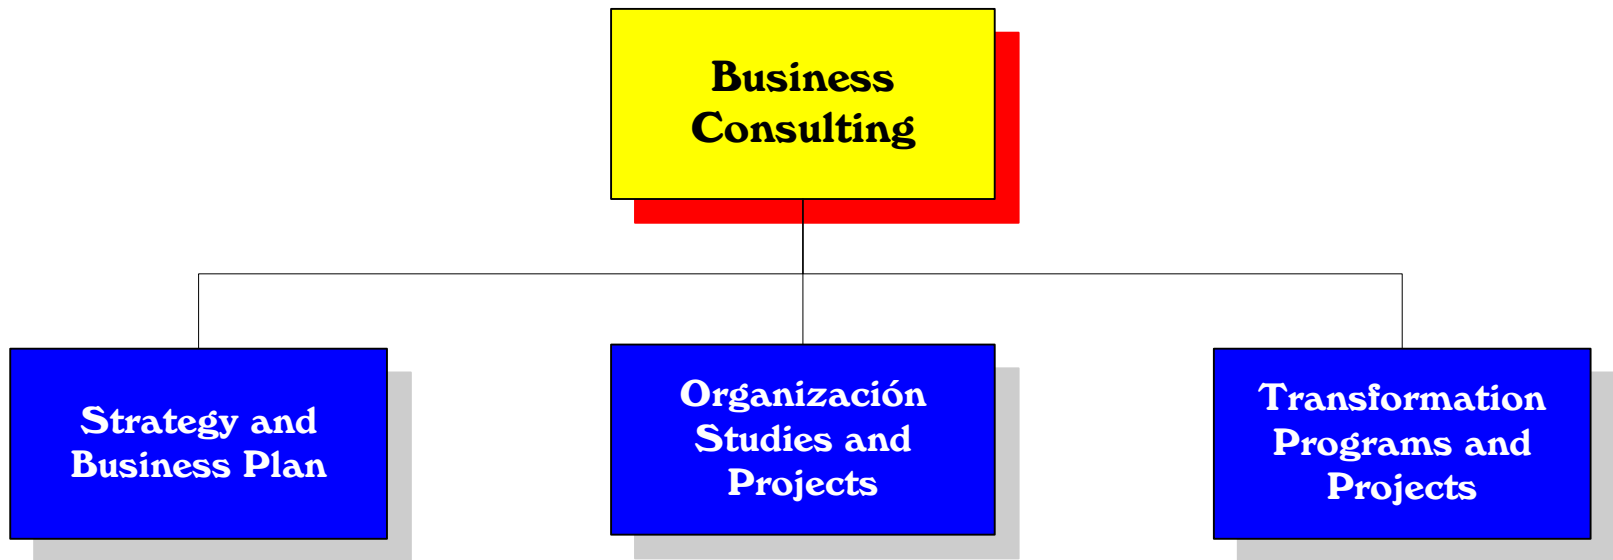 Business
Consulting
Strategy and
Business Plan
Organización
Studies and
Projects
Transformation
Programs and
Projects